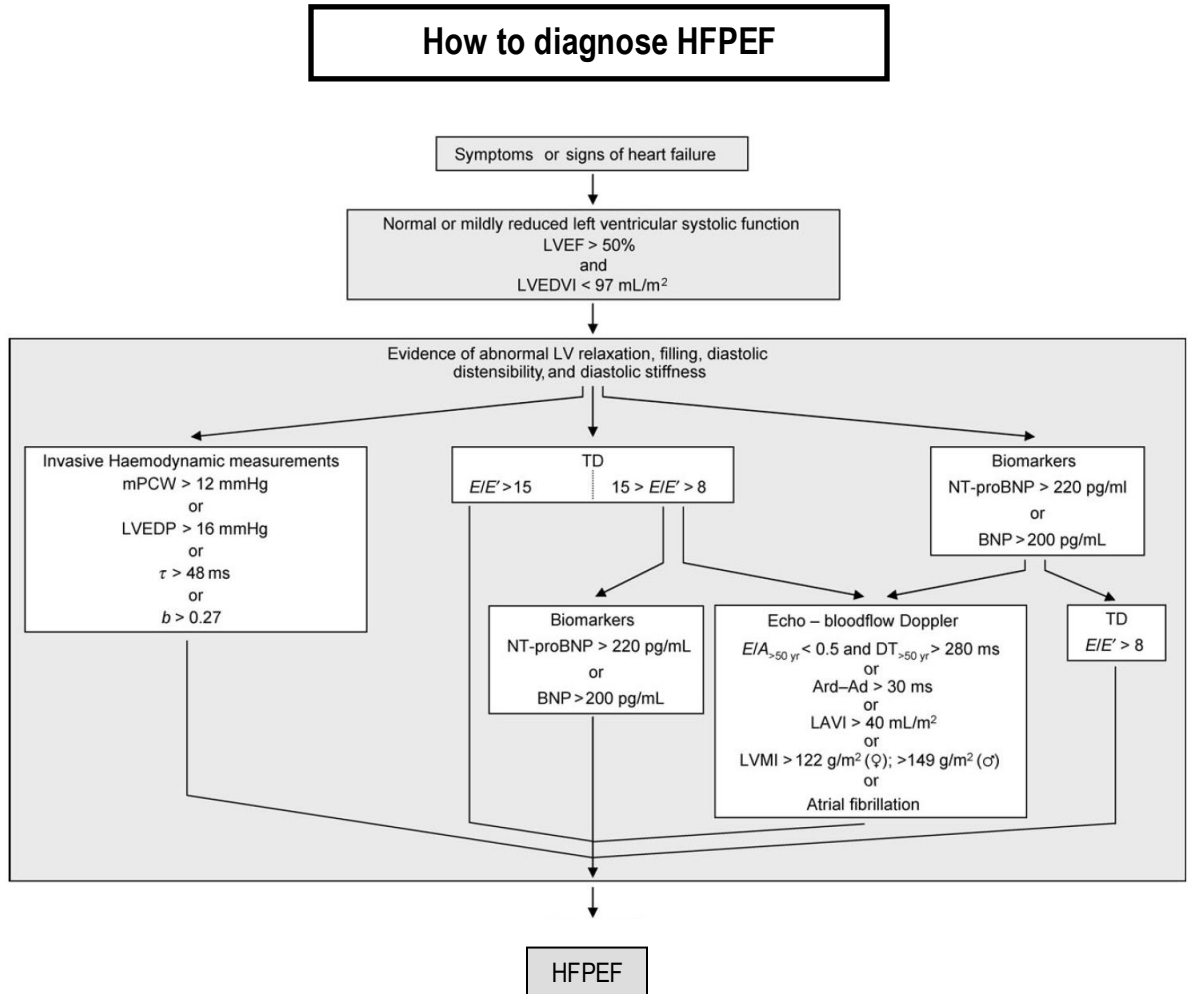 How to diagnose HFPEF
Symptoms or signs of heart failure
Normal or mildly reduced left ventricular systolic function
LVEF > 50%
and
LVEDVI < 97 mL/m²
Evidence of abnormal LV relaxation, filling, diastolic
distensibility, and diastolic stiffness
Invasive Haemodynamic measurements
mPCW > 12 mmHg
or
LVEDP > 16 mmHg
or
τ > 48 ms
or
b > 0.27
TD
E/E′ > 15
15 > E/E′ > 8
Biomarkers
NT-proBNP > 220 pg/ml
or
BNP > 200 pg/mL
Biomarkers
NT-proBNP > 220 pg/mL
or
BNP > 200 pg/mL
Echo – bloodflow Doppler
E/A>50 yr < 0.5 and DT>50 yr > 280 ms
or
Ard–Ad > 30 ms
or
LAVI > 40 mL/m²
or
LVMI > 122 g/m² (♀); >149 g/m² (♂)
or
Atrial fibrillation
TD
E/E′ > 8
HFPEF